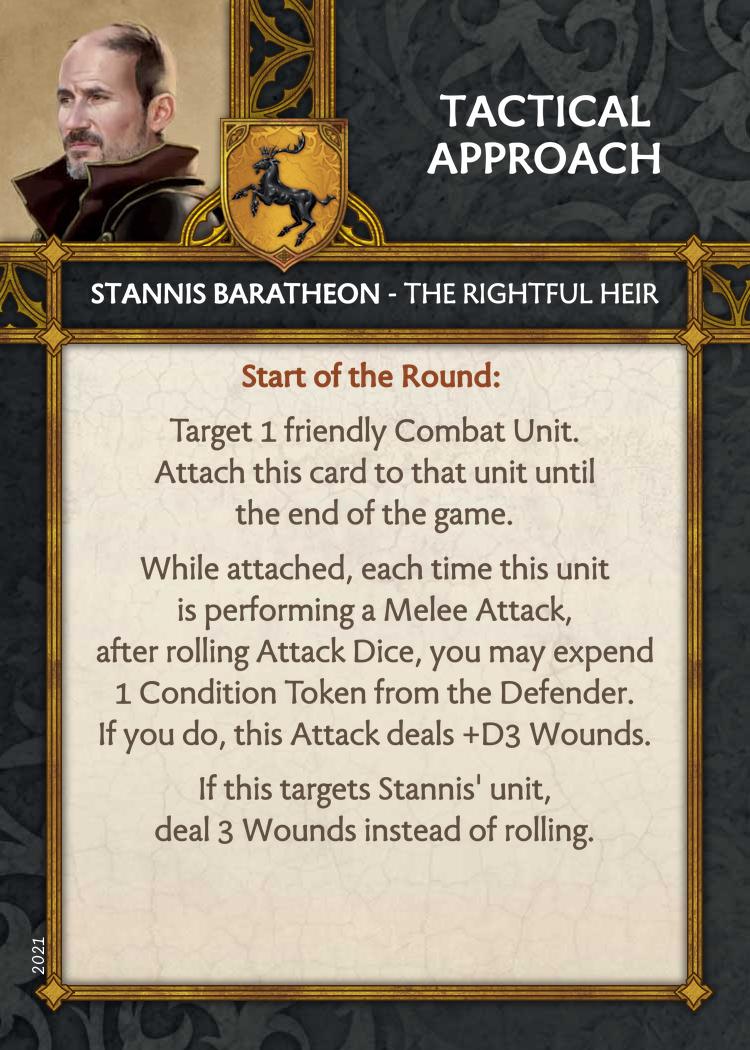 TACTICAL
APPROACH
STANNIS BARATHEON - THE RIGHTFUL HEIR
Start of the Round:
Target 1 friendly Combat Unit.
Attach this card to that unit until
the end of the game.
While attached, each time this unit
is performing a Melee Attack,
after rolling Attack Dice, you may expend
1 Condition Token from the Defender.
If you do, this Attack deals +D3 Wounds.
If this targets Stannis' unit,
deal 3 Wounds instead of rolling.
2021